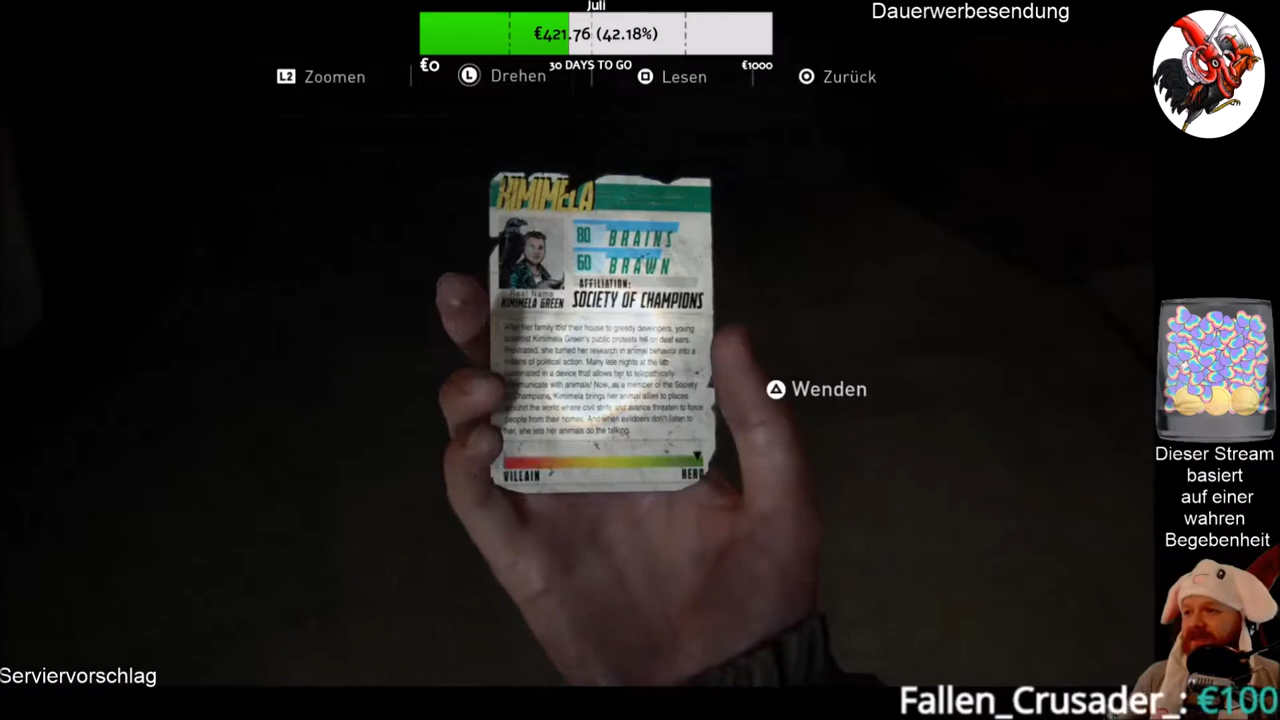 Juli
€421.76 (42.18%)
€0
30 DAYS TO GO
€1000
Dauerwerbesendung
L2 Zoomen
L Drehen
Lesen
Zurück
KIMIMELA
80 BRAINS
60 BRAWN
AFFILIATION:
SOCIETY OF CHAMPIONS
Real Name
KIMIMELA GREEN
After her family lost their house to greedy developers, young
scientist Kimimela Green's public protests fell on deaf ears.
Frustrated, she turned her research in animal behavior into a
means of political action. Many late nights at the lab
culminated in a device that allows her to telepathically
communicate with animals! Now, as a member of the Society
of Champions, Kimimela brings her animal allies to places
around the world where civil strife and avarice threaten to force
people from their homes. And when evildoers don't listen to
her, she lets her animals do the talking.
VILLAIN
HERO
Wenden
Dieser Stream
basiert
auf einer
wahren
Begebenheit
Serviervorschlag
Fallen_Crusader_: €100